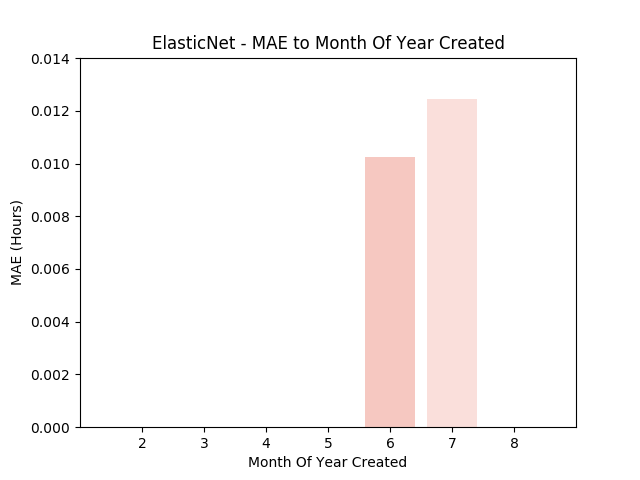 ElasticNet - MAE to Month Of Year Created
0.014
0.012
0.010
0.008
0.006
0.004
0.002
0.000
MAE (Hours)
2 3 4 5 6 7 8
Month Of Year Created